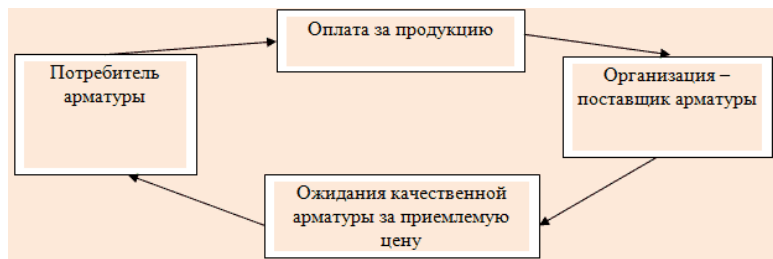 Оплата за продукцию
Потребитель
арматуры
Организация –
поставщик арматуры
Ожидания качественной
арматуры за приемлемую
цену